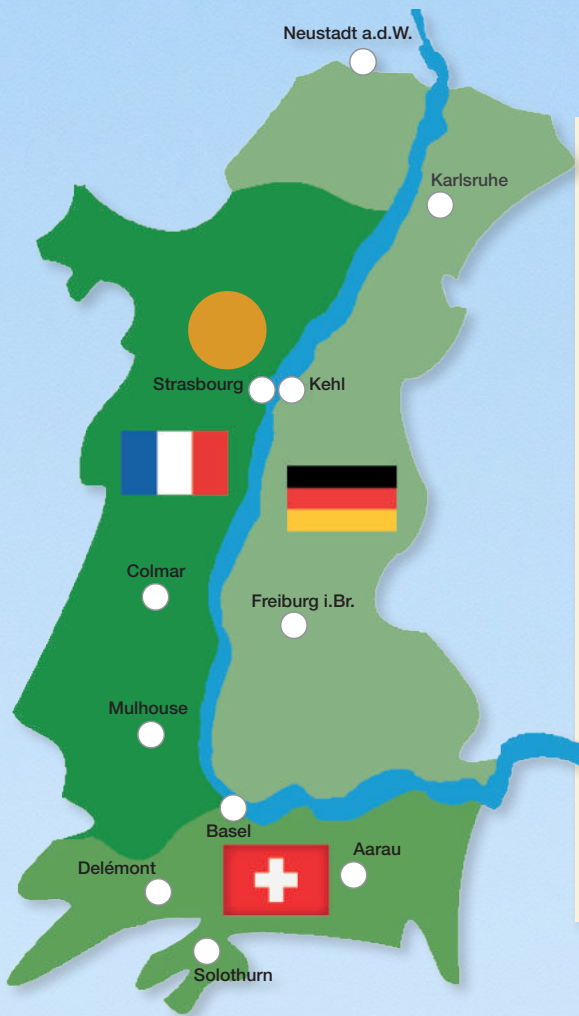 Neustadt a.d.W.
Karlsruhe
Strasbourg
Kehl
Colmar
Freiburg i.Br.
Mulhouse
Basel
Aarau
Delémont
Solothurn